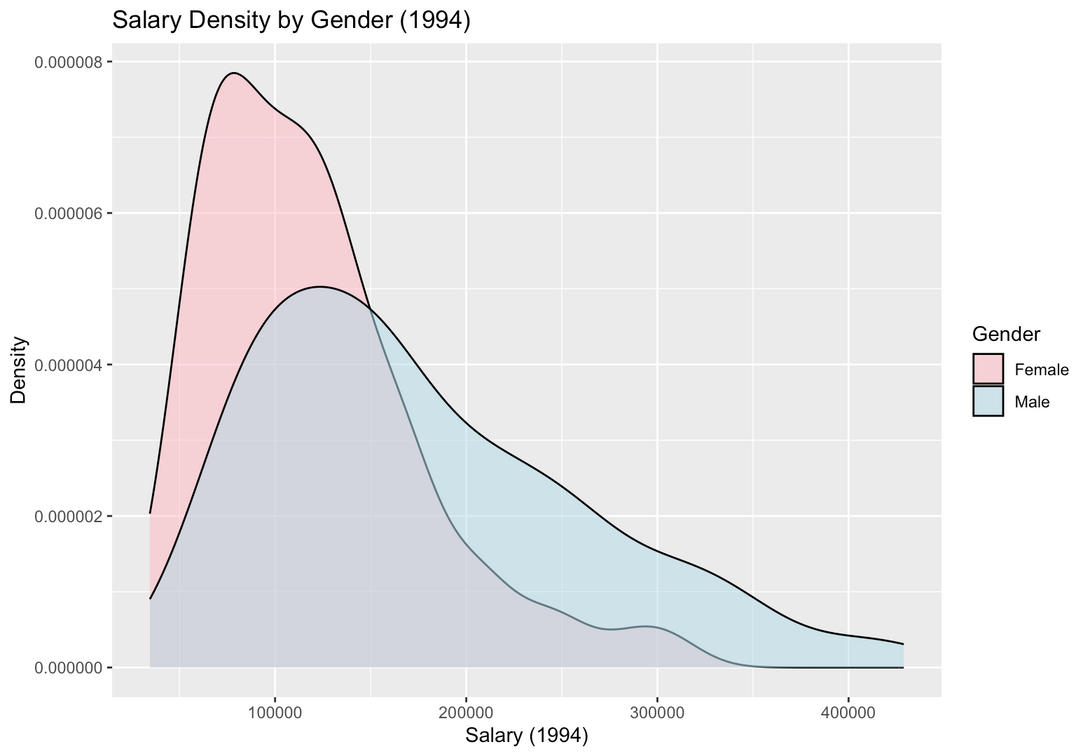 Salary Density by Gender (1994)
0.000008
0.000006
0.000004
0.000002
0.000000
Density
100000
200000
300000
400000
Salary (1994)
Gender
Female
Male